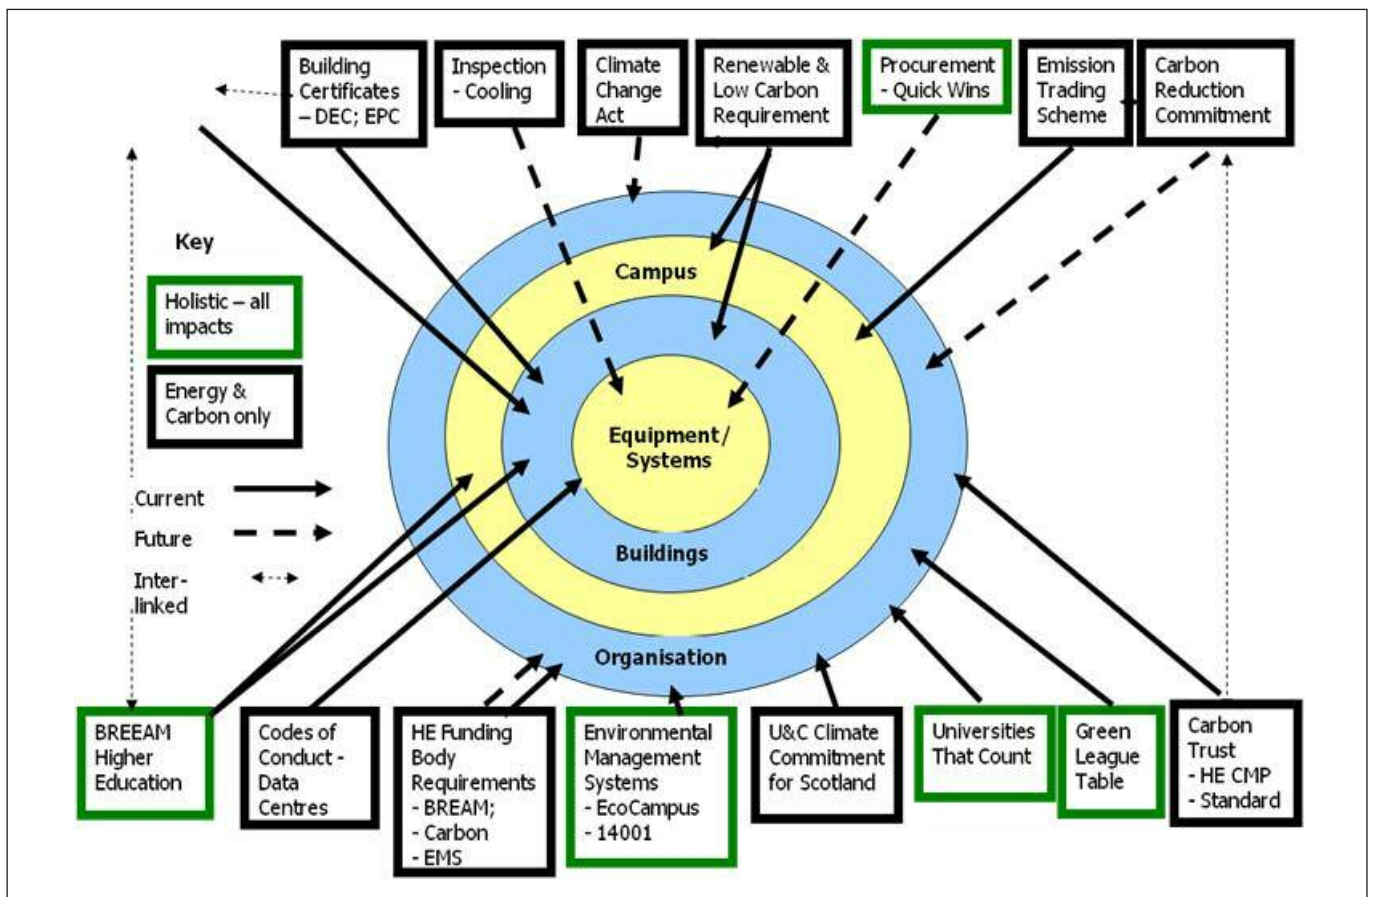 Building
Certificates
– DEC; EPC
Inspection
- Cooling
Climate
Change
Act
Renewable &
Low Carbon
Requirement
Procurement
- Quick Wins
Emission
Trading
Scheme
Carbon
Reduction
Commitment
Key
Holistic – all
impacts
Energy &
Carbon only
Current
Future
Inter-
linked
Campus
Equipment/
Systems
Buildings
Organisation
BREEAM
Higher
Education
Codes of
Conduct -
Data
Centres
HE Funding
Body
Requirements
- BREAM;
- Carbon
- EMS
Environmental
Management
Systems
- EcoCampus
- 14001
U&C Climate
Commitment
for Scotland
Universities
That Count
Green
League
Table
Carbon
Trust
- HE CMP
- Standard